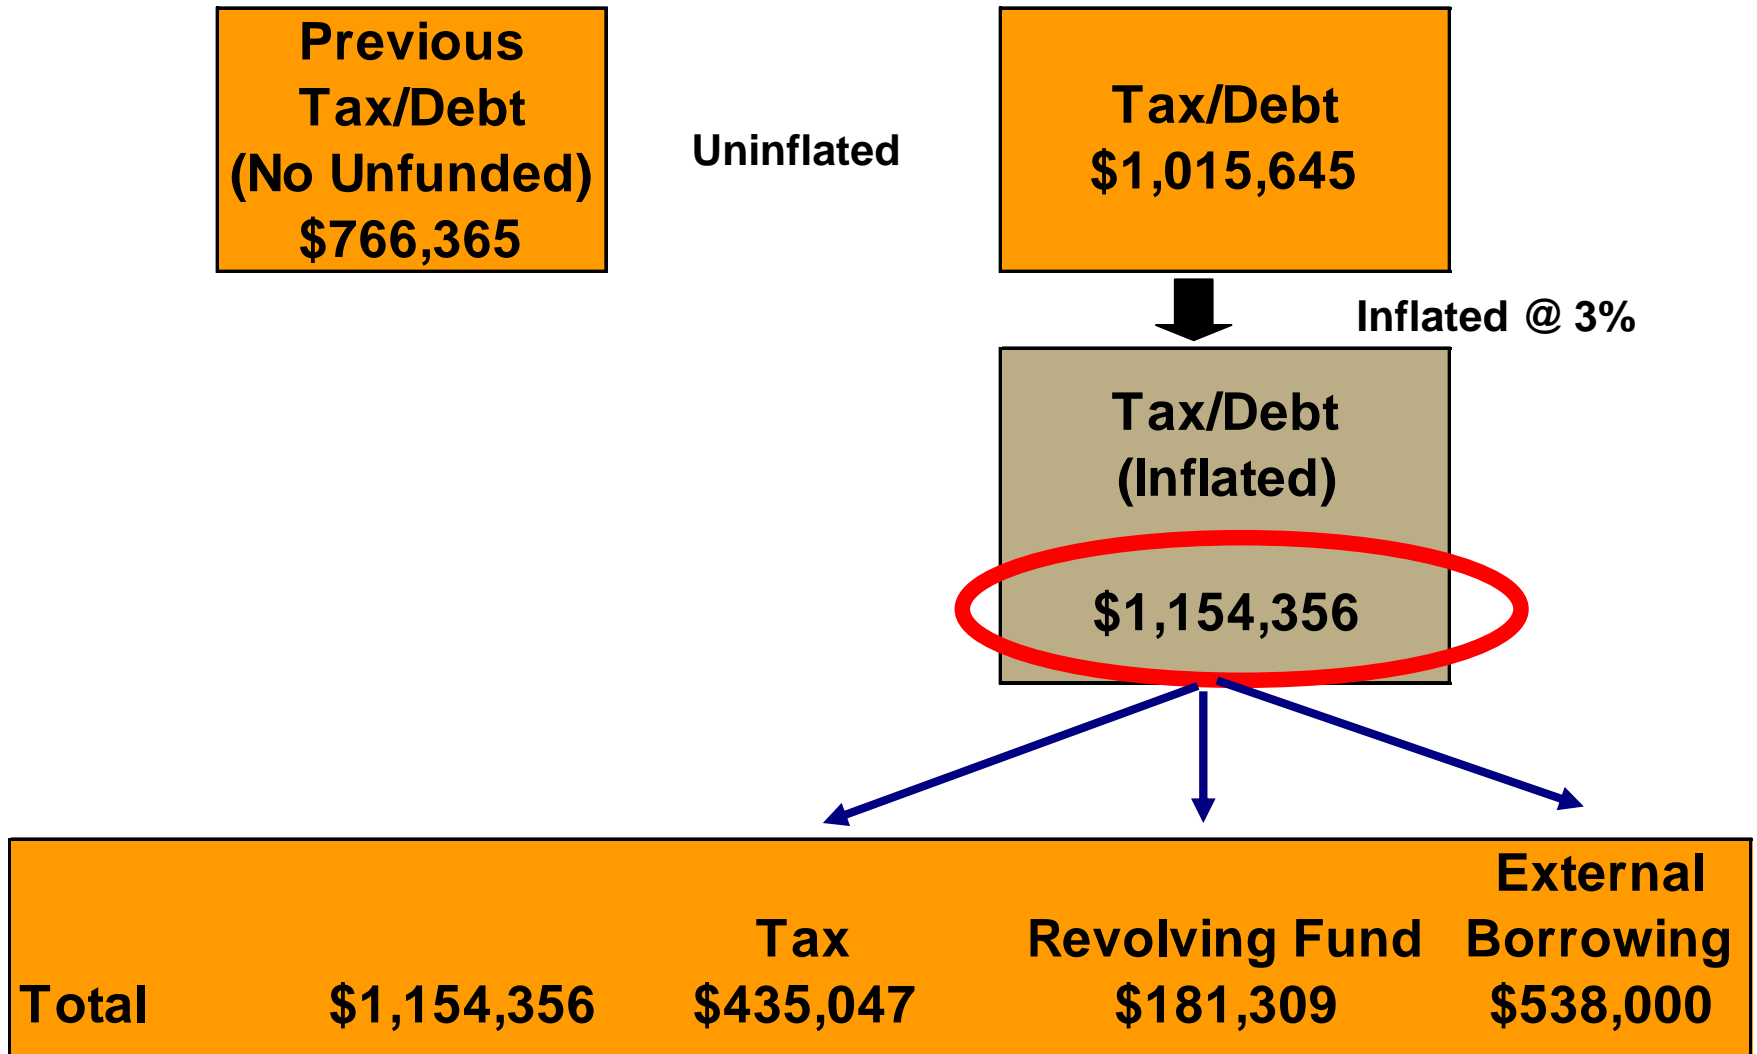 Previous
Tax/Debt
(No Unfunded)
$766,365
Uninflated
Tax/Debt
$1,015,645
Inflated @ 3%
Tax/Debt
(Inflated)
$1,154,356
External
Tax Revolving Fund Borrowing
Total $1,154,356 $435,047 $181,309 $538,000